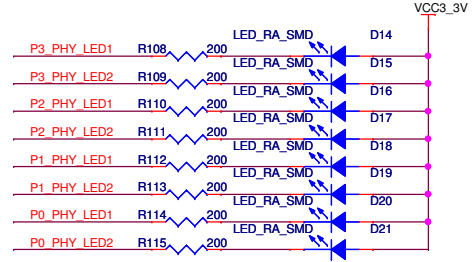 VCC3_3V
LED_RA_SMD D14
P3_PHY_LED1 R108 200
LED_RA_SMD D15
P3_PHY_LED2 R109 200
LED_RA_SMD D16
P2_PHY_LED1 R110 200
LED_RA_SMD D17
P2_PHY_LED2 R111 200
LED_RA_SMD D18
P1_PHY_LED1 R112 200
LED_RA_SMD D19
P1_PHY_LED2 R113 200
LED_RA_SMD D20
P0_PHY_LED1 R114 200
LED_RA_SMD D21
P0_PHY_LED2 R115 200